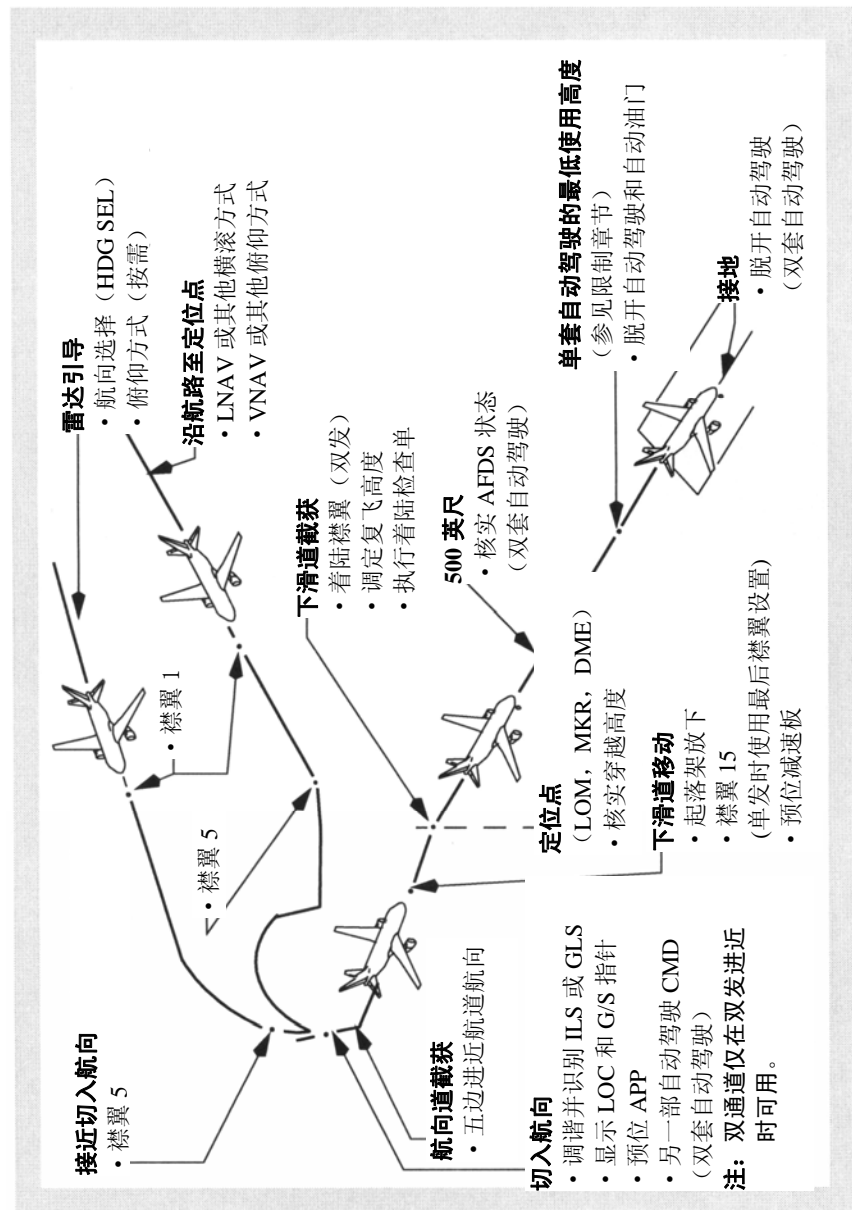 雷达引导
• 航向选择（HDG SEL）
• 俯仰方式（按需）
沿航路至定位点
• LNAV 或其他横滚方式
• VNAV 或其他俯仰方式
• 襟翼 1
• 襟翼 5
接近切入航向
• 襟翼 5
航向道截获
• 五边进近航道航向
切入航向
• 调谐并识别 ILS 或 GLS
• 显示 LOC 和 G/S 指针
• 预位 APP
• 另一部自动驾驶 CMD
（双套自动驾驶）
注：双通道仅在双发进近
时可用。
下滑道移动
• 起落架放下
• 襟翼 15
(单发时使用最后襟翼设置)
• 预位减速板
下滑道截获
• 着陆襟翼（双发）
• 调定复飞高度
• 执行着陆检查单
定位点
（LOM，MKR，DME）
• 核实穿越高度
500 英尺
• 核实 AFDS 状态
（双套自动驾驶）
单套自动驾驶的最低使用高度
（参见限制章节）
• 脱开自动驾驶和自动油门
接地
• 脱开自动驾驶
（双套自动驾驶）